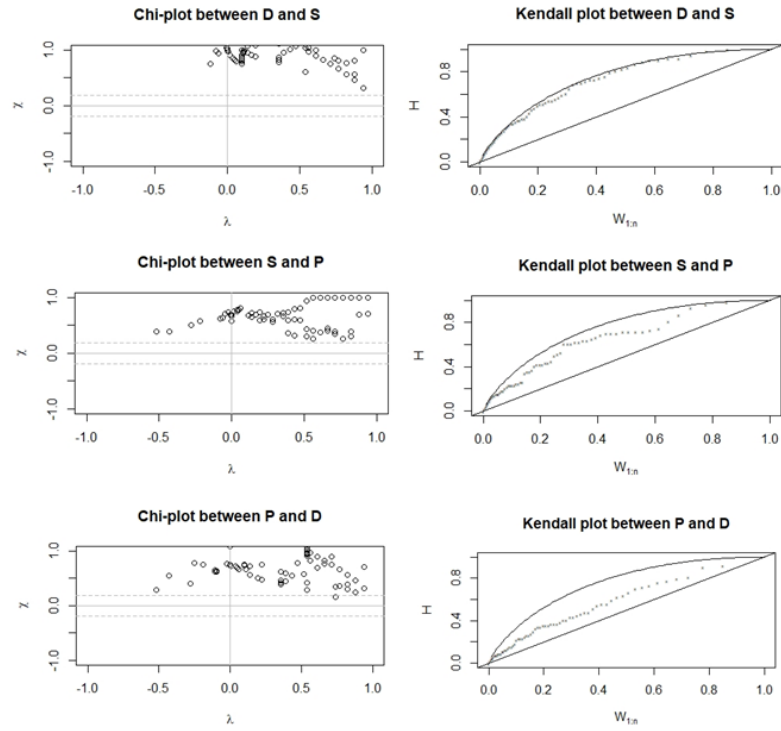 Chi-plot between D and S
1.0
0.0
-1.0
χ
-1.0 -0.5 0.0 0.5 1.0
λ
Kendall plot between D and S
0.8
0.4
0.0
H
0.0 0.2 0.4 0.6 0.8 1.0
W1:n
Chi-plot between S and P
1.0
0.0
-1.0
χ
-1.0 -0.5 0.0 0.5 1.0
λ
Kendall plot between S and P
0.8
0.4
0.0
H
0.0 0.2 0.4 0.6 0.8 1.0
W1:n
Chi-plot between P and D
1.0
0.0
-1.0
χ
-1.0 -0.5 0.0 0.5 1.0
λ
Kendall plot between P and D
0.8
0.4
0.0
H
0.0 0.2 0.4 0.6 0.8 1.0
W1:n